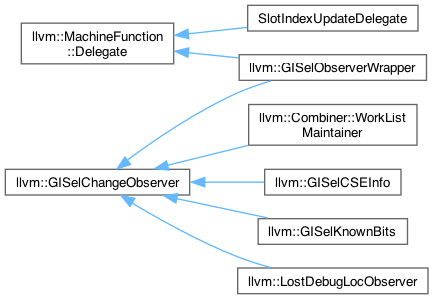 llvm::MachineFunction
::Delegate
SlotIndexUpdateDelegate
llvm::GISelObserverWrapper
llvm::Combiner::WorkList
Maintainer
llvm::GISelChangeObserver
llvm::GISelCSEInfo
llvm::GISelKnownBits
llvm::LostDebugLocObserver